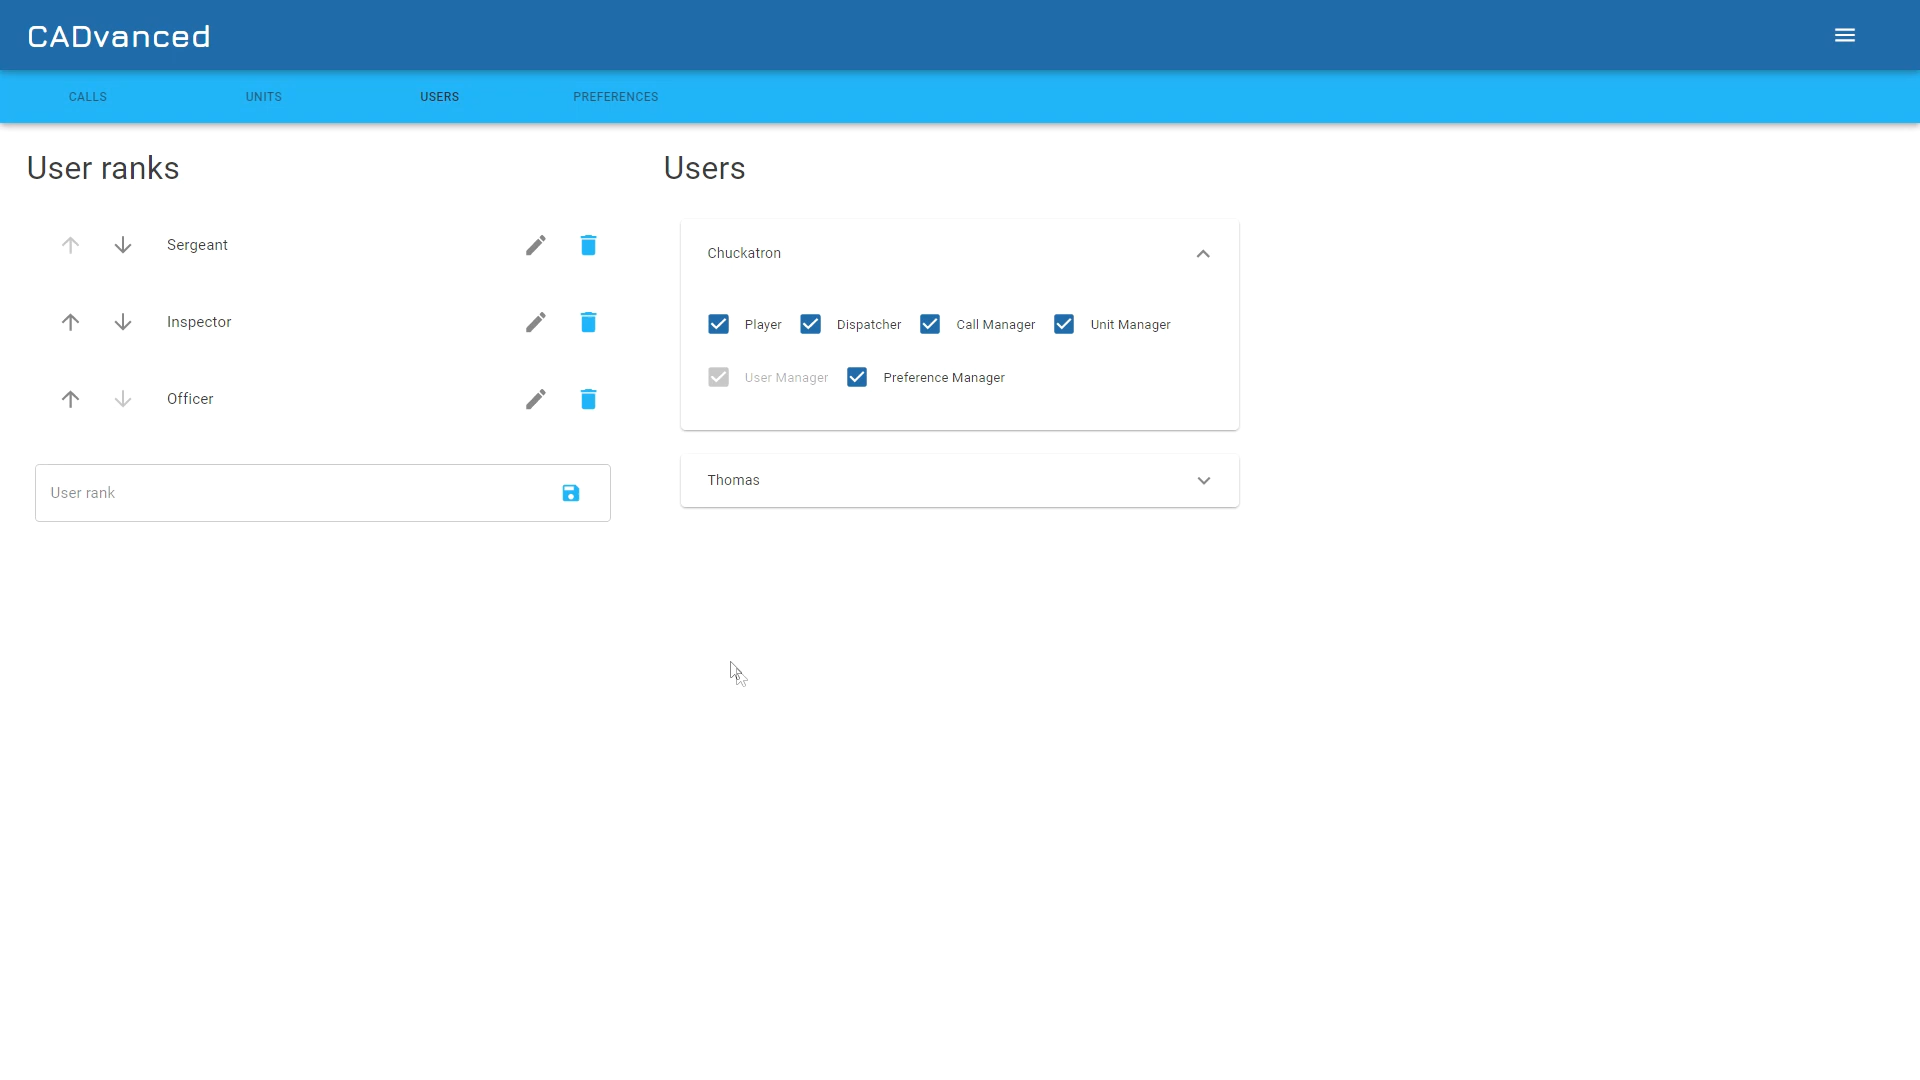 CADvanced
CALLS UNITS USERS PREFERENCES
User ranks
Sergeant
Inspector
Officer
User rank
Users
Chuckatron
Player Dispatcher Call Manager Unit Manager
User Manager Preference Manager
Thomas